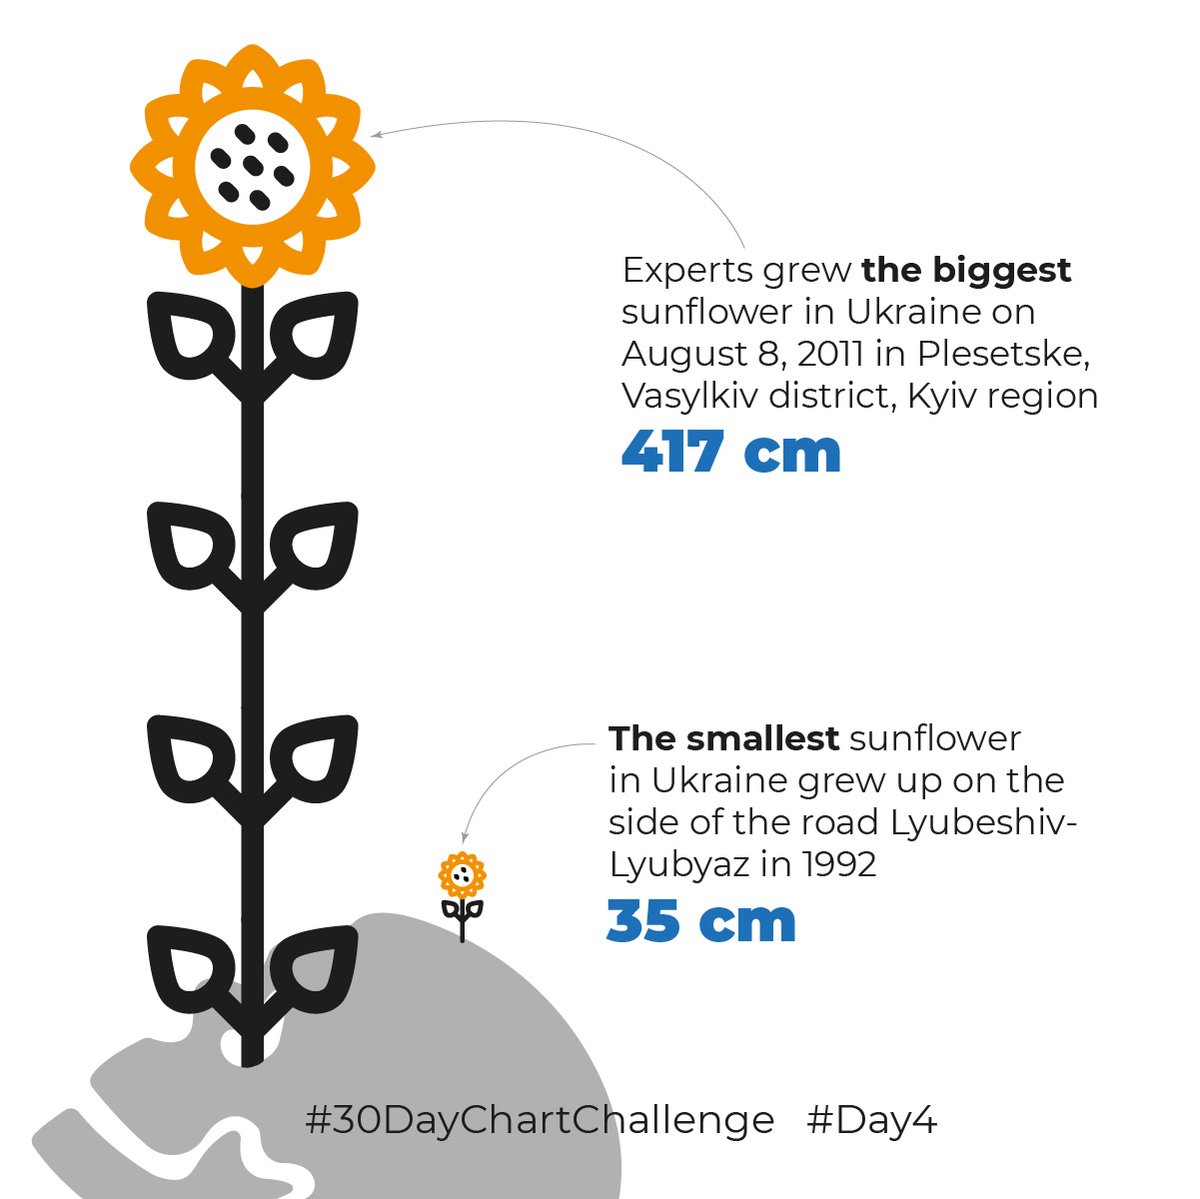 Experts grew the biggest
sunflower in Ukraine on
August 8, 2011 in Plesetske,
Vasylkiv district, Kyiv region
417 cm
The smallest sunflower
in Ukraine grew up on the
side of the road Lyubeshiv-
Lyubyaz in 1992
35 cm
#30DayChartChallenge #Day4